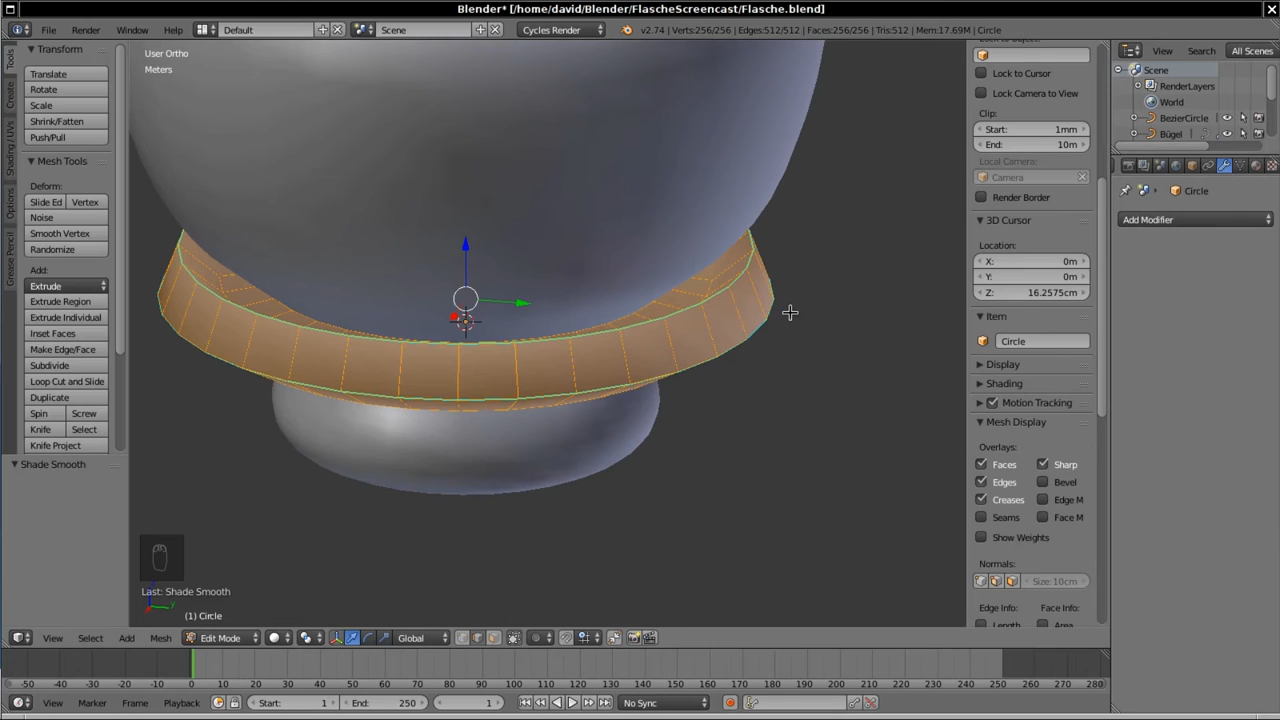 Blender* [/home/david/Blender/FlascheScreencast/Flasche.blend]
File Render Window Help Default Scene Cycles Render v2.74 | Verts:256/256 | Edges:512/512 | Faces:256/256 | Tris:512 | Mem:17.69M | Circle
User Ortho
Meters
Tools
Create
Shading / UVs
Options
Grease Pencil
Transform
Translate
Rotate
Scale
Shrink/Fatten
Push/Pull
Mesh Tools
Deform:
Slide Ed Vertex
Noise
Smooth Vertex
Randomize
Add:
Extrude
Extrude Region
Extrude Individual
Inset Faces
Make Edge/Face
Subdivide
Loop Cut and Slide
Duplicate
Spin Screw
Knife Select
Knife Project
Shade Smooth
Last: Shade Smooth
(1) Circle
Lock to Cursor
Lock Camera to View
Clip:
Start: 1mm
End: 10m
Local Camera:
Camera
Render Border
3D Cursor
Location:
X: 0m
Y: 0m
Z: 16.2575cm
Item
Circle
Display
Shading
Motion Tracking
Mesh Display
Overlays:
Faces Sharp
Edges Bevel
Creases Edge M
Seams Face M
Show Weights
Normals:
Size: 10cm
Edge Info: Face Info:
View Search All Scenes
Scene
RenderLayers
World
BezierCircle
Bügel
Circle
Add Modifier
View Select Add Mesh Edit Mode Global
-50 -40 -30 -20 -10 0 10 20 30 40 50 60 70 80 90 100 110 120 130 140 150 160 170 180 190 200 210 220 230 240 250 260 270 280
View Marker Frame Playback Start: 1 End: 250 1 No Sync